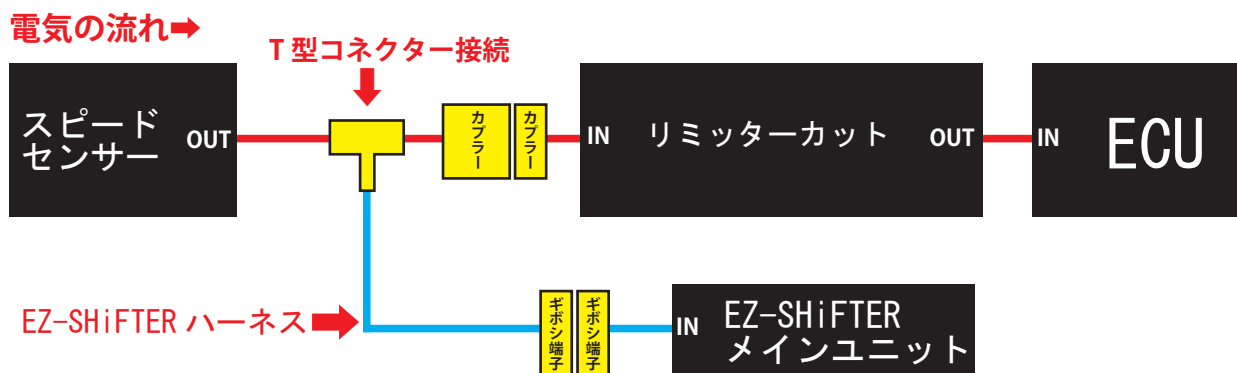 電気の流れ➡
T型コネクター接続
スピード
センサー
OUT
カプラー
カプラー
IN
リミッターカット
OUT
IN
ECU
EZ-SHiFTER ハーネス
ギボシ端子
ギボシ端子
IN
EZ-SHiFTER
メインユニット